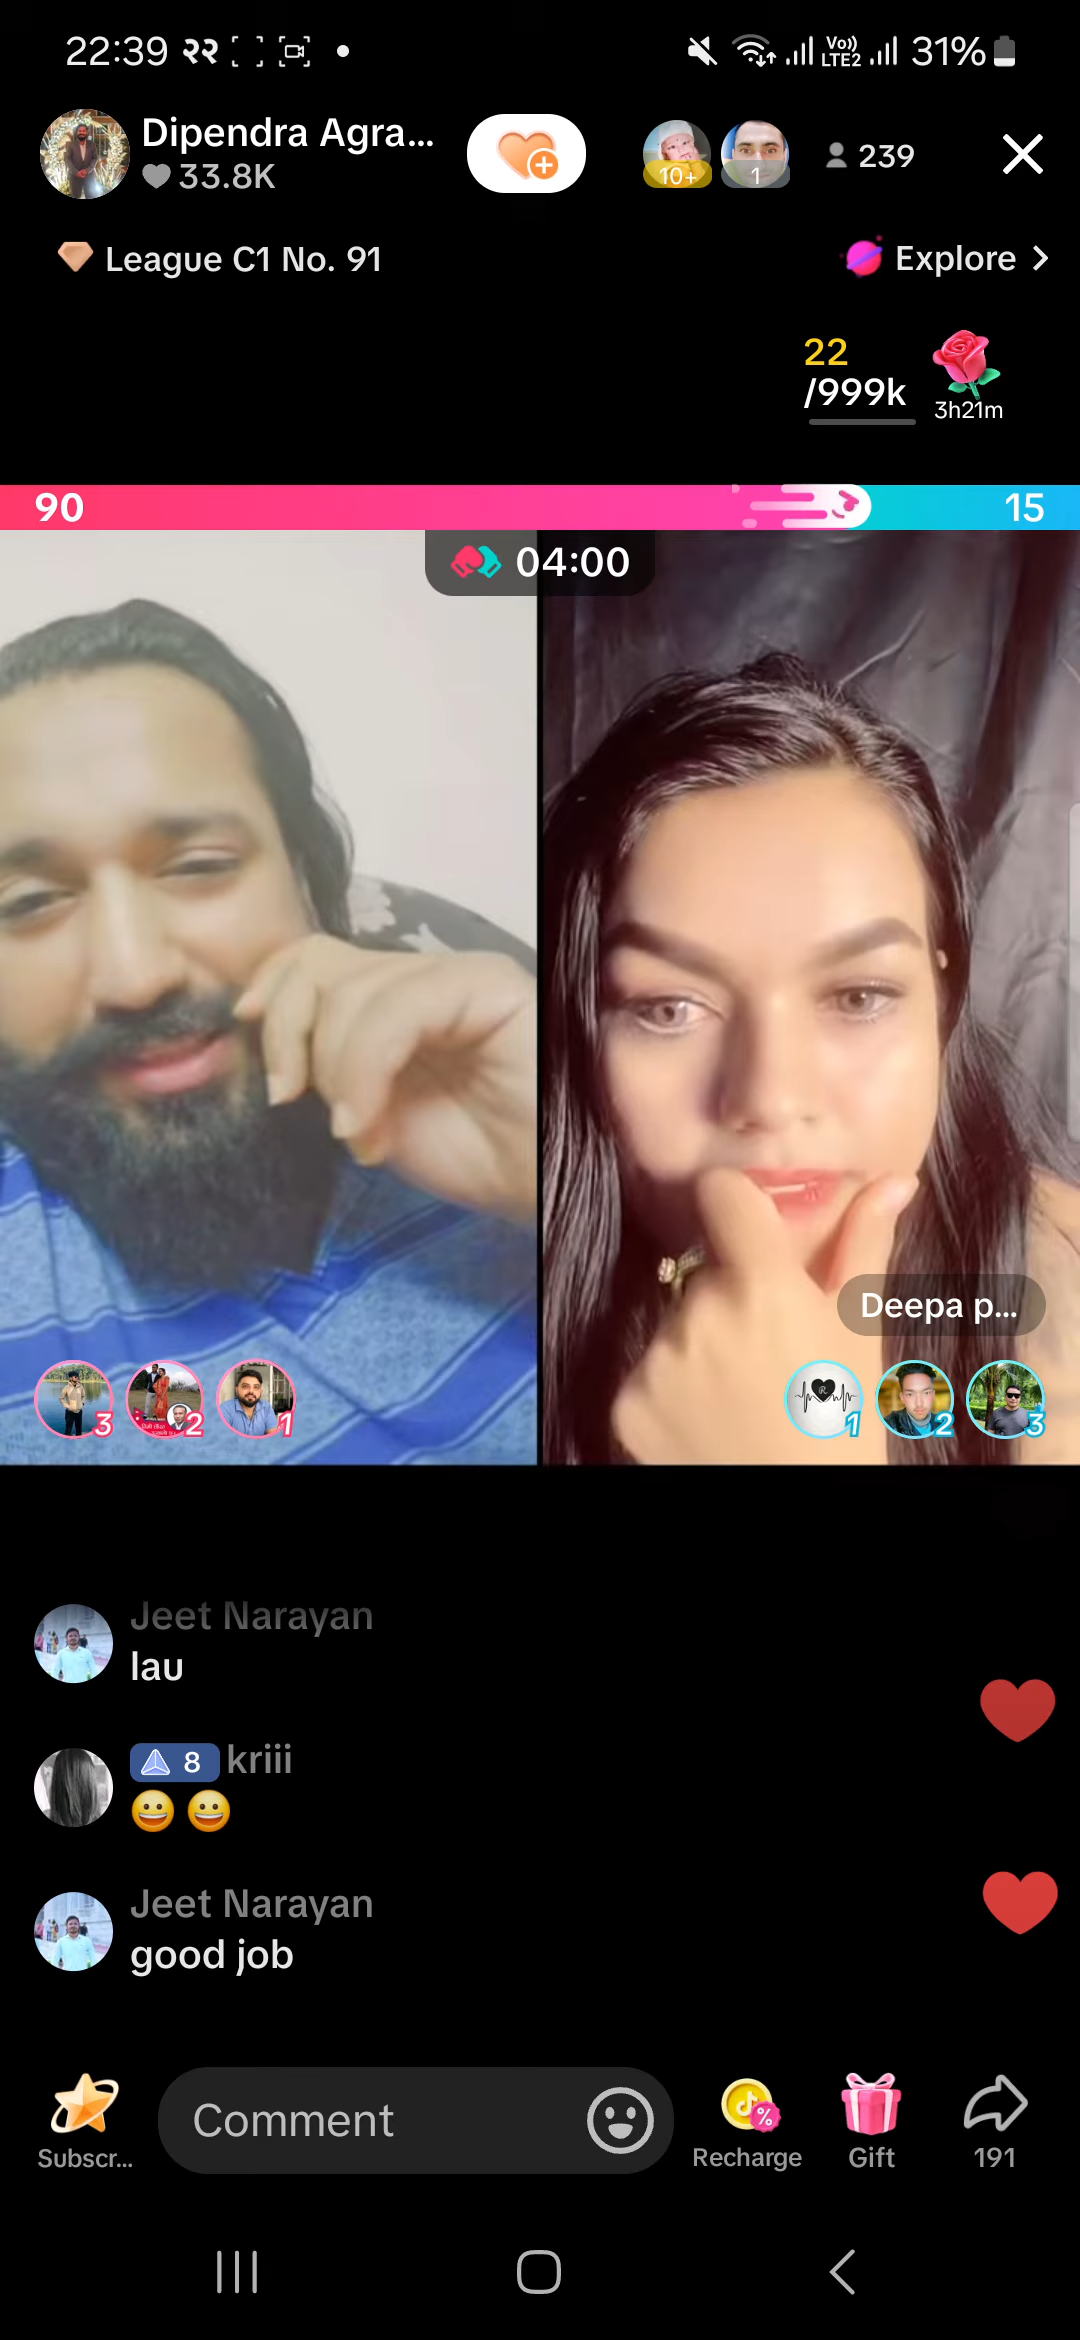 22:39 २२
Vo))
LTE2
31%
Dipendra Agra...
33.8K
10+
1
239
League C1 No. 91
Explore
22
/999k
3h21m
90
15
04:00
Deepa p...
3
2
1
1
2
3
Jeet Narayan
lau
8 kriii
😀 😀
Jeet Narayan
good job
Subscr...
Comment
Recharge
Gift
191